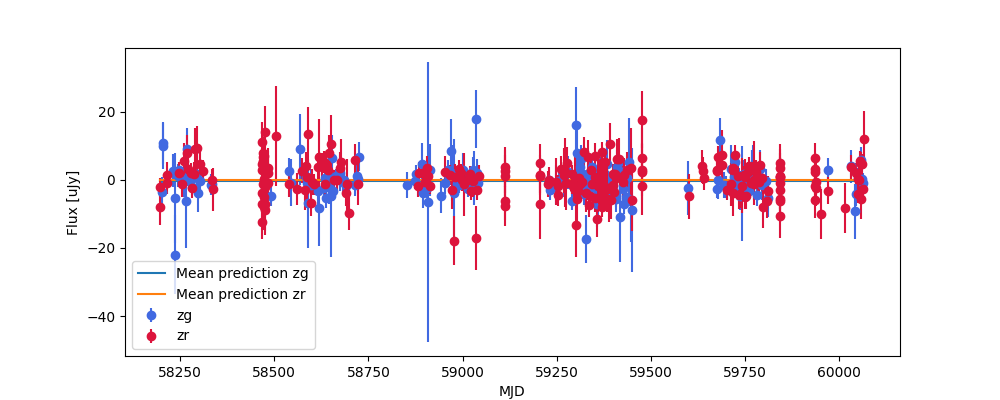 20
0
−20
−40
Flux [uJy]
Mean prediction zg
Mean prediction zr
zg
zr
58250 58500 58750 59000 59250 59500 59750 60000
MJD